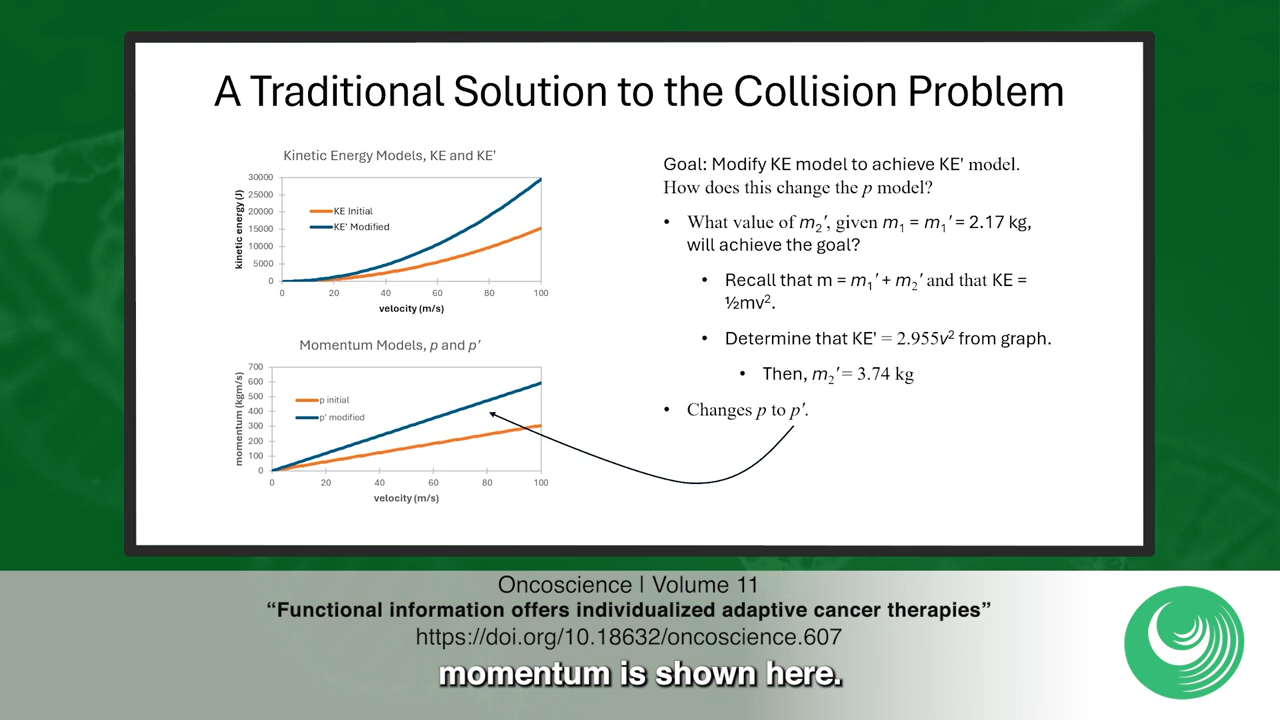 A Traditional Solution to the Collision Problem
Kinetic Energy Models, KE and KE'
kinetic energy (J)
30000
25000
20000
15000
10000
5000
0
KE Initial
KE' Modified
0 20 40 60 80 100
velocity (m/s)
Momentum Models, p and p'
momentum (kgm/s)
700
600
500
400
300
200
100
0
p initial
p' modified
0 20 40 60 80 100
velocity (m/s)
Goal: Modify KE model to achieve KE' model.
How does this change the p model?
• What value of m₂', given m₁ = m₁' = 2.17 kg,
will achieve the goal?
• Recall that m = m₁' + m₂' and that KE =
½mv².
• Determine that KE' = 2.955v² from graph.
• Then, m₂' = 3.74 kg
• Changes p to p'.
Oncoscience | Volume 11
“Functional information offers individualized adaptive cancer therapies”
https://doi.org/10.18632/oncoscience.607
momentum is shown here.